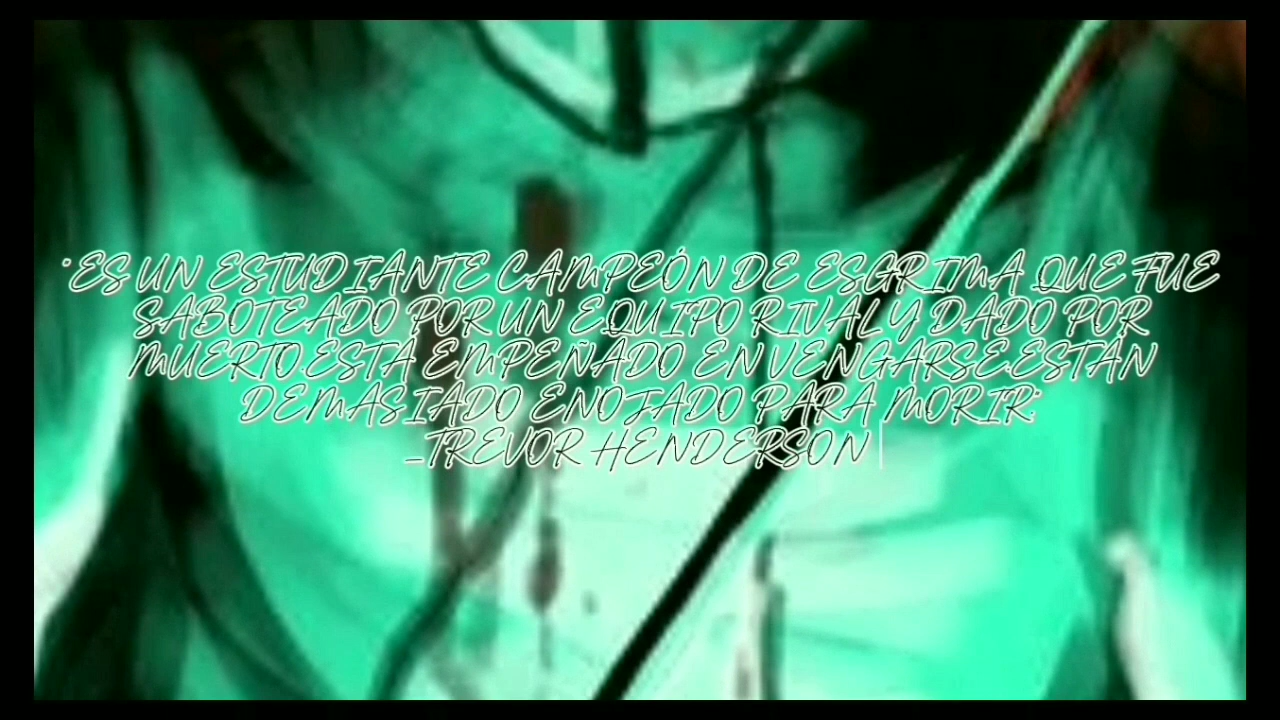 "ES UN ESTUDIANTE CAMPEÓN DE ESGRIMA QUE FUE
SABOTEADO POR UN EQUIPO RIVAL Y DADO POR
MUERTO.ESTÁ EMPEÑADO EN VENGARSE.ESTÁN
DEMASIADO ENOJADO PARA MORIR"
_TREVOR HENDERSON